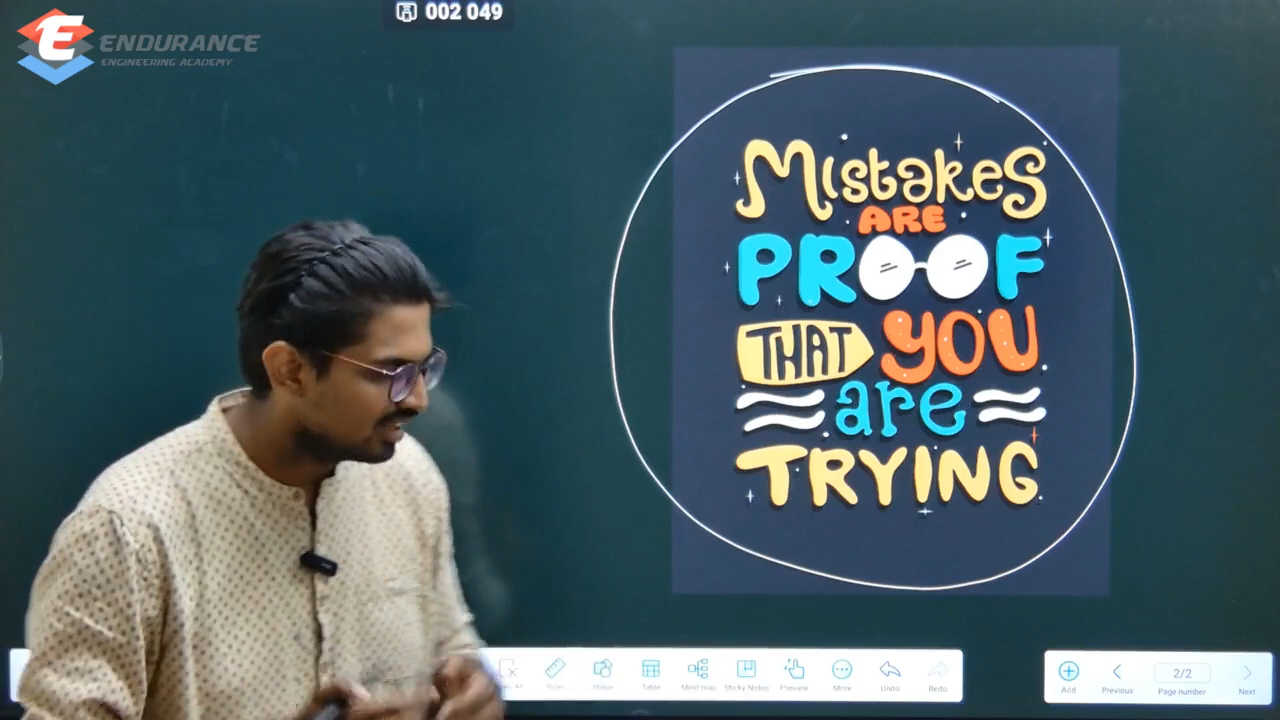 002 049
ENDURANCE
ENGINEERING ACADEMY
MIstakes
ARE
PROOF
THAT YOU
are
TRYING
Ruler
Shape
Table
Mind map
Sticky Notes
Preview
More
Undo
Redo
Add
Previous
2/2
Page number
Next